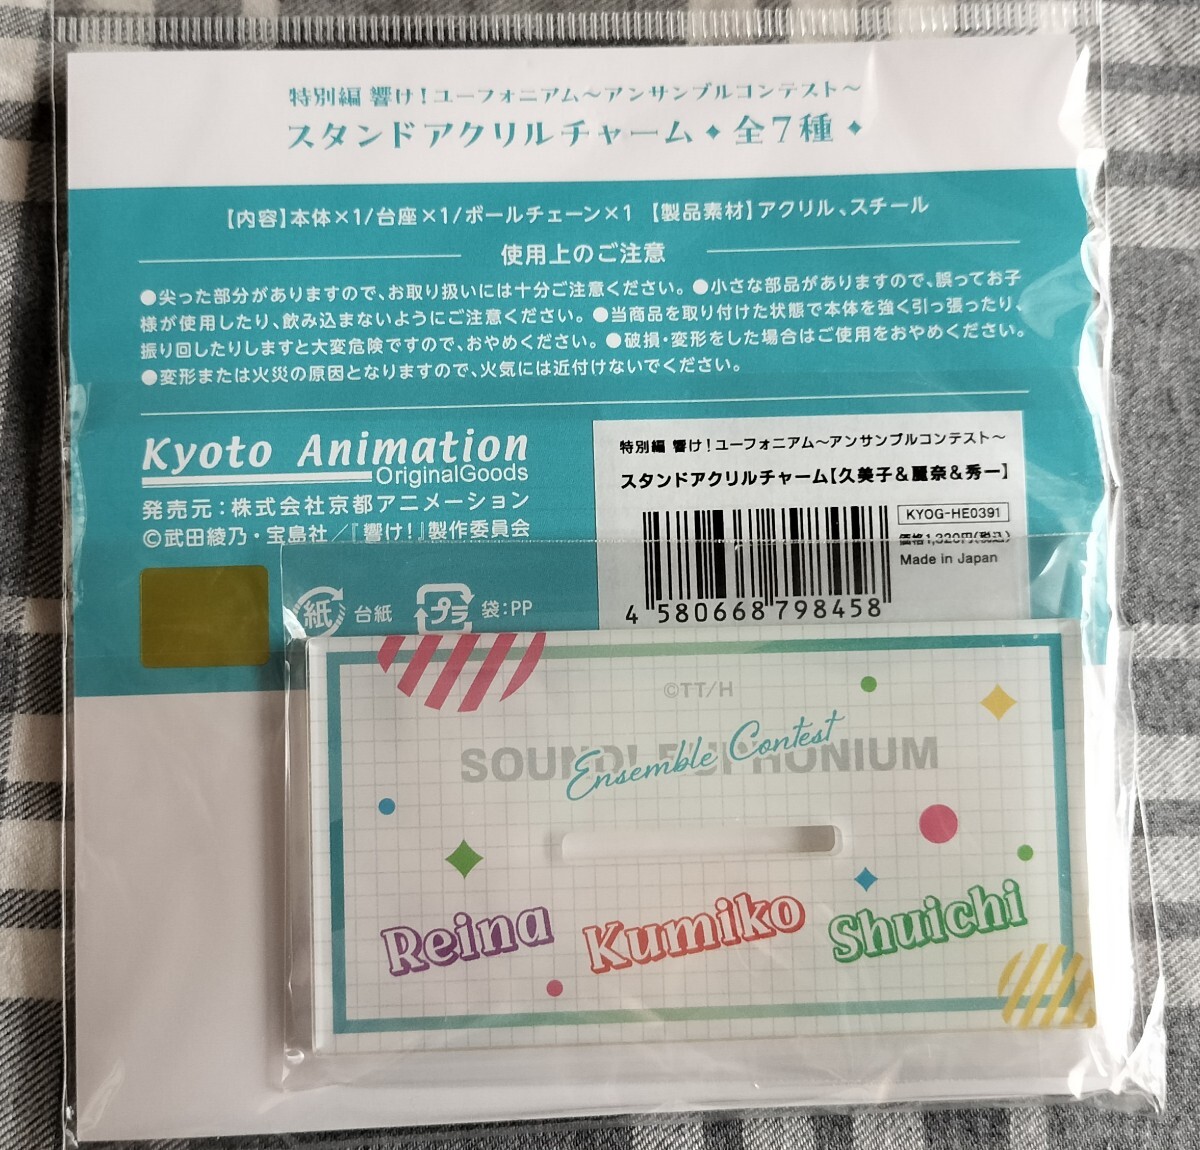 特別編 響け！ユーフォニアム～アンサンブルコンテスト～
スタンドアクリルチャーム✦全7種✦
【内容】本体×1/台座×1/ボールチェーン×1 【製品素材】アクリル、スチール
使用上のご注意
●尖った部分がありますので、お取り扱いには十分ご注意ください。●小さな部品がありますので、誤ってお子
様が使用したり、飲み込まないようにご注意ください。●当商品を取り付けた状態で本体を強く引っ張ったり、
振り回したりしますと大変危険ですので、おやめください。●破損・変形をした場合はご使用をおやめください。
●変形または火災の原因となりますので、火気には近付けないでください。
Kyoto Animation
OriginalGoods
発売元：株式会社京都アニメーション
©武田綾乃・宝島社／『響け！』製作委員会
紙 台紙 プラ 袋：PP
特別編 響け！ユーフォニアム～アンサンブルコンテスト～
スタンドアクリルチャーム【久美子＆麗奈＆秀一】
KYOG-HE0391
価格1,320円(税込)
Made in Japan
4 580668 798458
©TT/H
SOUND! EUPHONIUM
Ensemble Contest
Reina Kumiko Shuichi